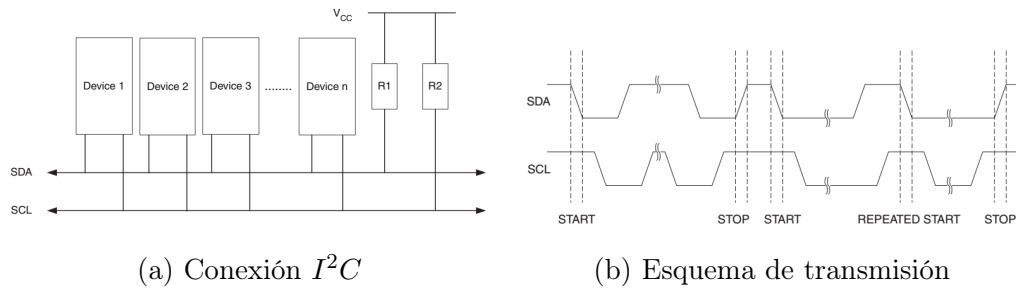 V_CC
Device 1 Device 2 Device 3 ........ Device n R1 R2
SDA
SCL
SDA
SCL
START STOP START REPEATED START STOP
(a) Conexión I²C
(b) Esquema de transmisión